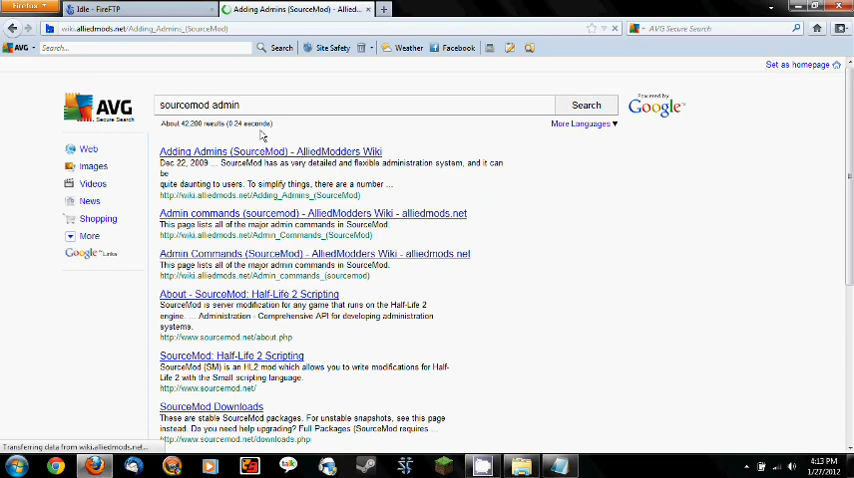 Firefox
Idle - FireFTP
Adding Admins (SourceMod) - Allied...
wiki.alliedmods.net/Adding_Admins_(SourceMod)
AVG Secure Search
AVG
Search...
Search
Site Safety
Weather
Facebook
Set as homepage
AVG
Secure Search
sourcemod admin
Search
Powered by
Google
About 42,200 results (0.24 seconds)
More Languages
Web
Images
Videos
News
Shopping
More
Google Links
Adding Admins (SourceMod) - AlliedModders Wiki
Dec 22, 2009 ... SourceMod has as very detailed and flexible administration system, and it can
be
quite daunting to users. To simplify things, there are a number ...
http://wiki.alliedmods.net/Adding_Admins_(SourceMod)
Admin commands (sourcemod) - AlliedModders Wiki - alliedmods.net
This page lists all of the major admin commands in SourceMod.
http://wiki.alliedmods.net/Admin_Commands_(SourceMod)
Admin Commands (SourceMod) - AlliedModders Wiki - alliedmods.net
This page lists all of the major admin commands in SourceMod.
http://wiki.alliedmods.net/Admin_commands_(sourcemod)
About - SourceMod: Half-Life 2 Scripting
SourceMod is server modification for any game that runs on the Half-Life 2
engine. ... Administration - Comprehensive API for developing administration
systems.
http://www.sourcemod.net/about.php
SourceMod: Half-Life 2 Scripting
SourceMod (SM) is an HL2 mod which allows you to write modifications for Half-
Life 2 with the Small scripting language.
http://www.sourcemod.net/
SourceMod Downloads
These are stable SourceMod packages. For unstable snapshots, see this page
instead. Do you need help upgrading? Full Packages (SourceMod requires ...
http://www.sourcemod.net/downloads.php
Transferring data from wiki.alliedmods.net...
talk
4:13 PM
1/27/2012